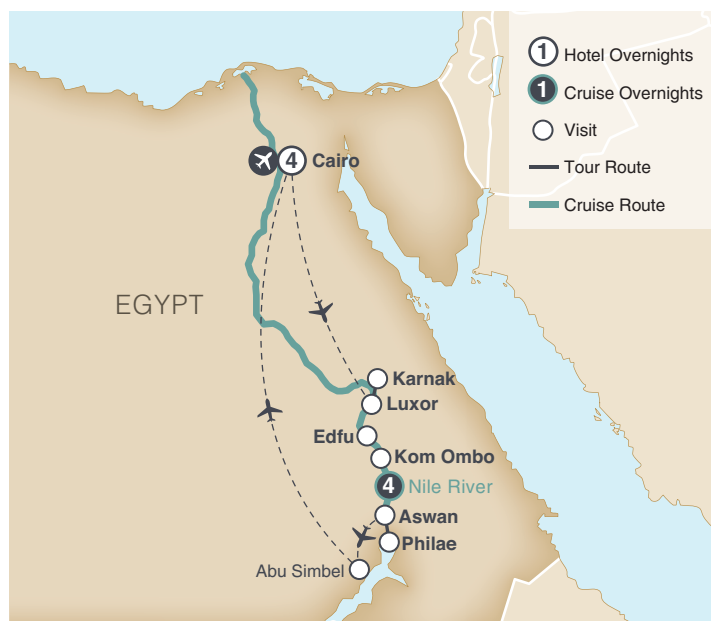 1 Hotel Overnights
1 Cruise Overnights
Visit
Tour Route
Cruise Route
4 Cairo
EGYPT
Karnak
Luxor
Edfu
Kom Ombo
4 Nile River
Aswan
Philae
Abu Simbel